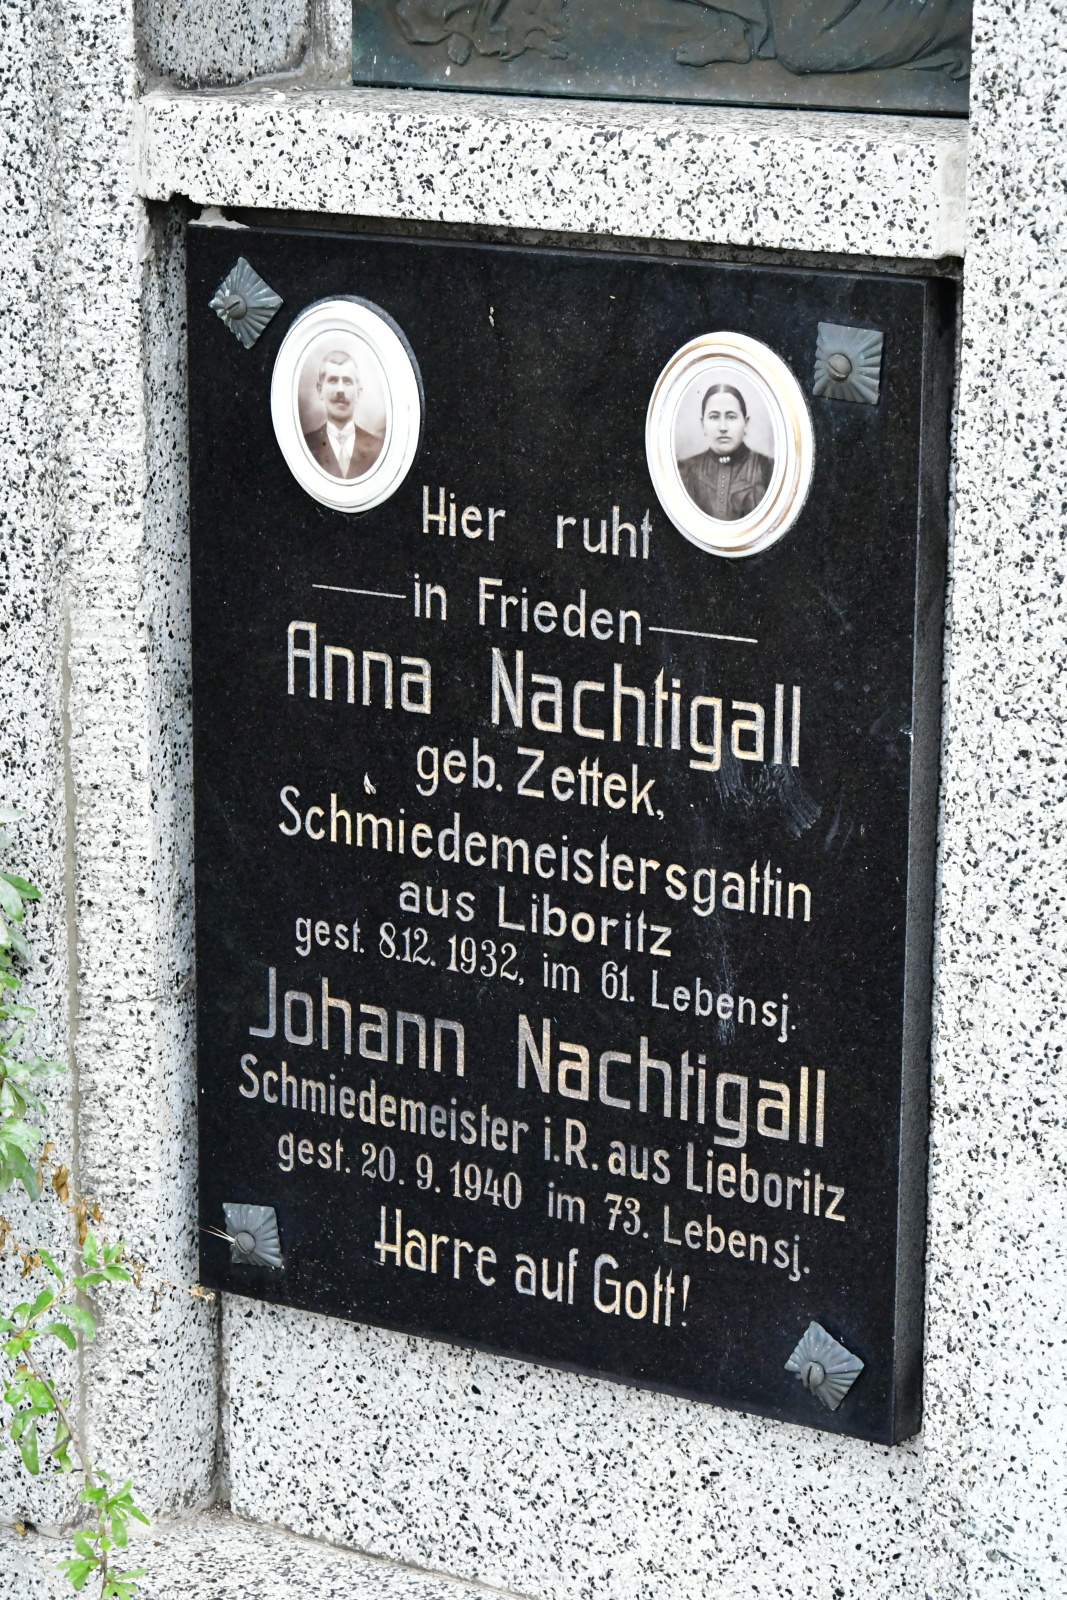 Hier ruht
in Frieden
Anna Nachtigall
geb. Zettek,
Schmiedemeistersgattin
aus Liboritz
gest. 8.12. 1932, im 61. Lebensj.
Johann Nachtigall
Schmiedemeister i.R. aus Lieboritz
gest. 20. 9. 1940 im 73. Lebensj.
Harre auf Gott!